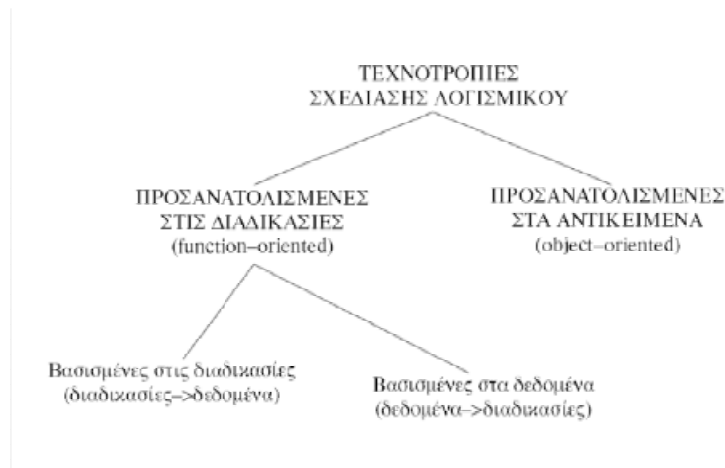 ΤΕΧΝΟΤΡΟΠΙΕΣ
ΣΧΕΔΙΑΣΗΣ ΛΟΓΙΣΜΙΚΟΥ
ΠΡΟΣΑΝΑΤΟΛΙΣΜΕΝΕΣ
ΣΤΙΣ ΔΙΑΔΙΚΑΣΙΕΣ
(function–oriented)
ΠΡΟΣΑΝΑΤΟΛΙΣΜΕΝΕΣ
ΣΤΑ ΑΝΤΙΚΕΙΜΕΝΑ
(object–oriented)
Βασισμένες στις διαδικασίες
(διαδικασίες–>δεδομένα)
Βασισμένες στα δεδομένα
(δεδομένα–>διαδικασίες)